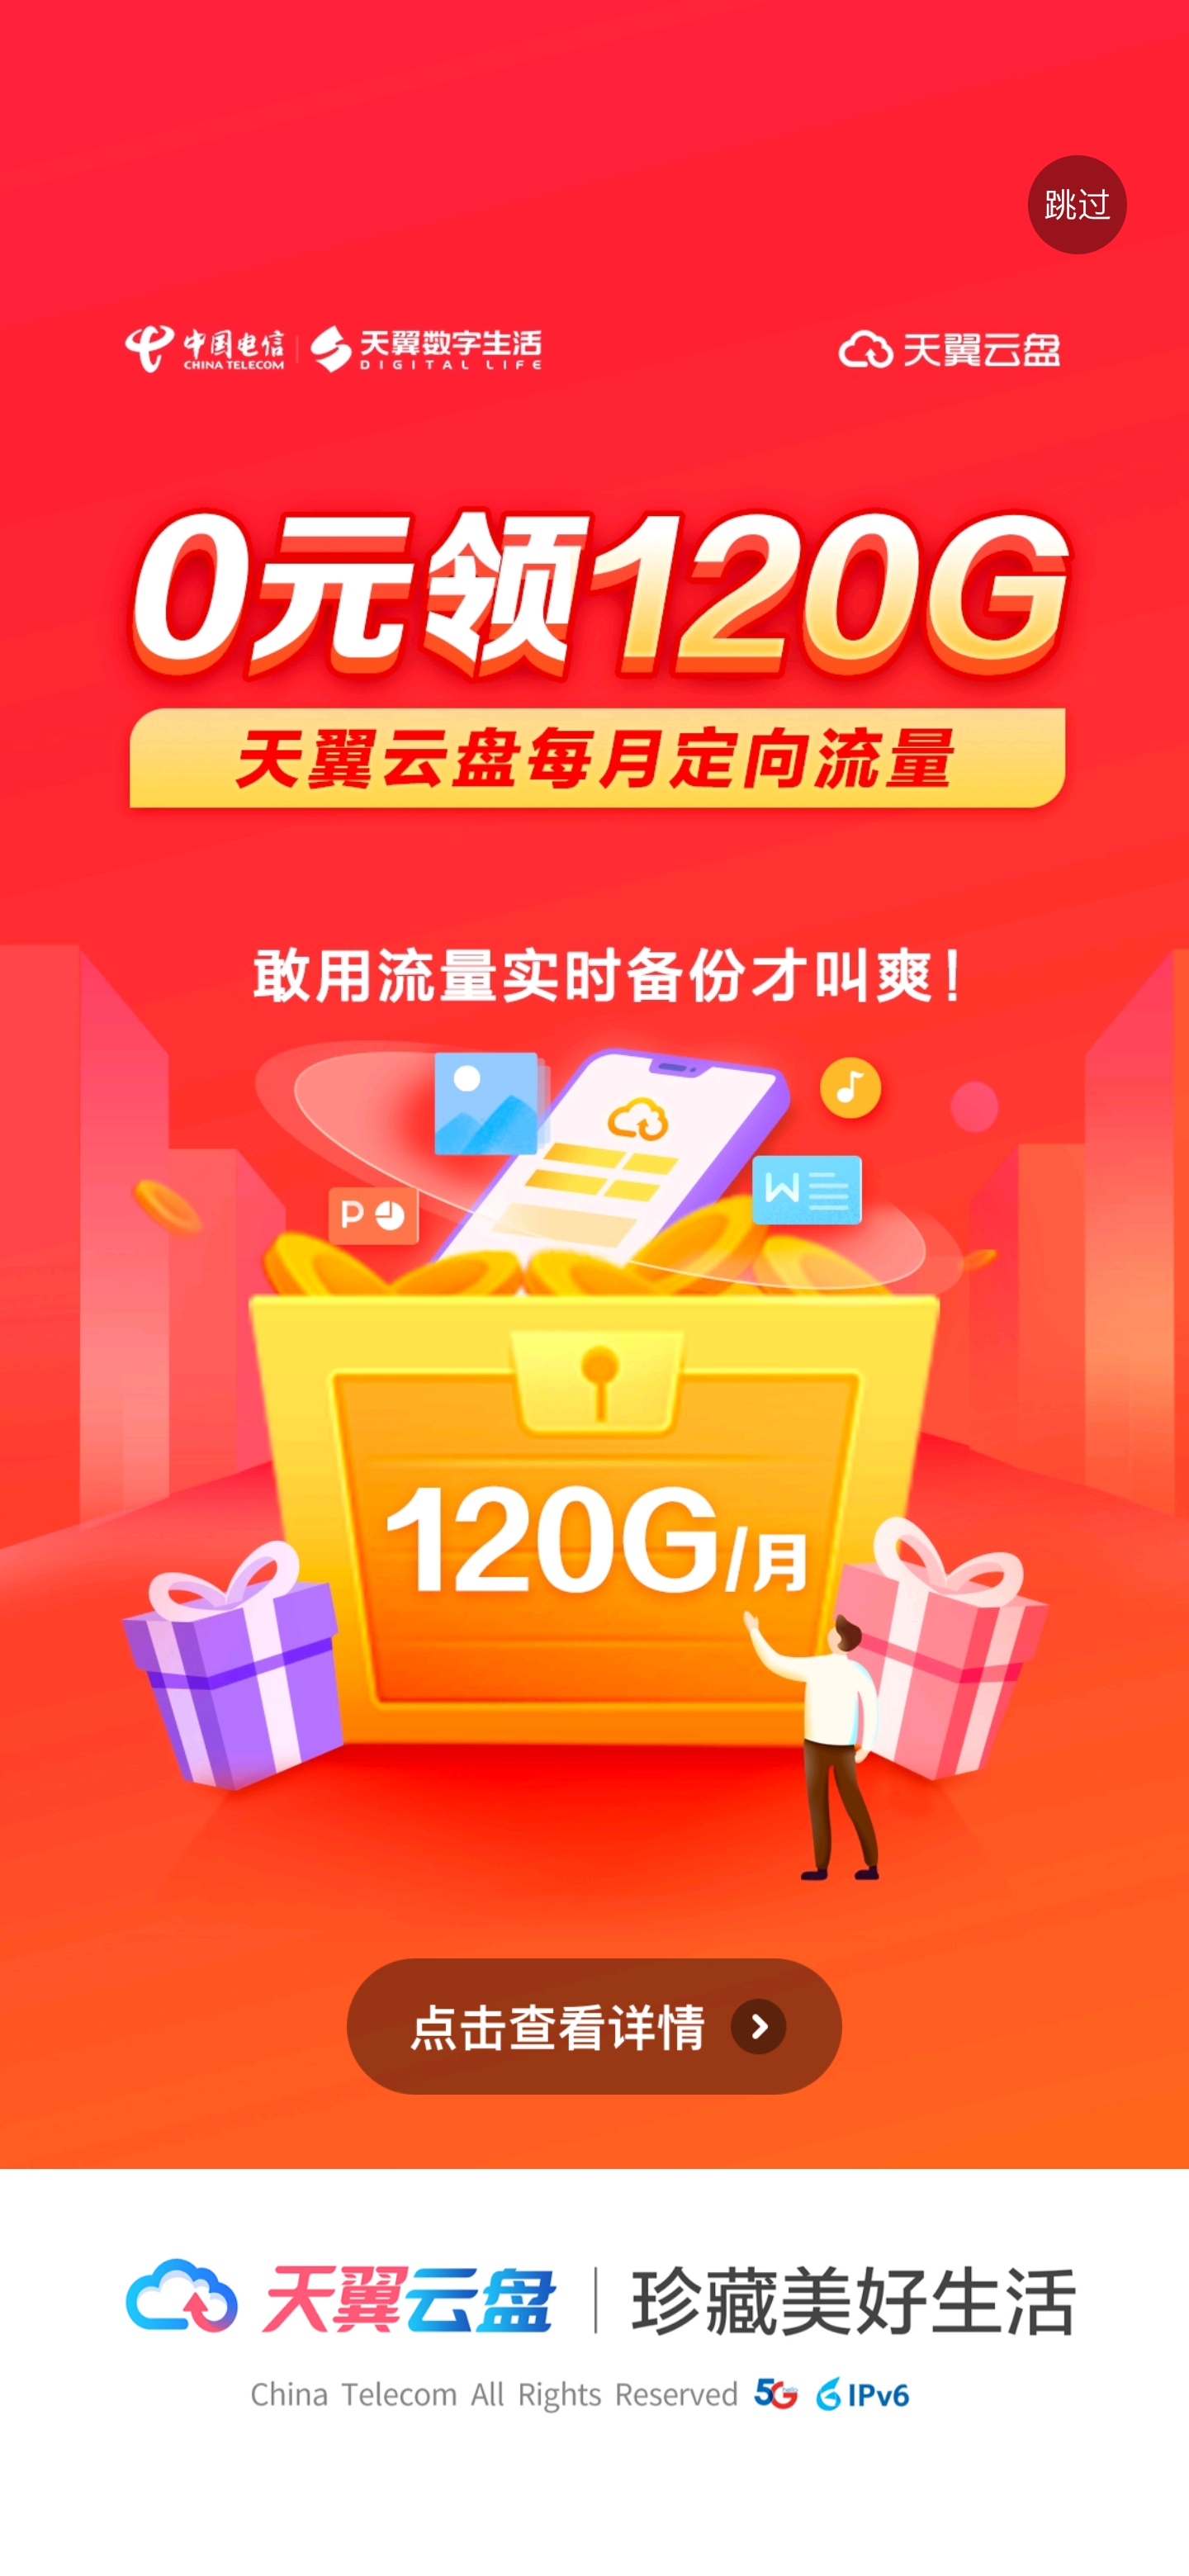 跳过
中国电信 CHINA TELECOM 天翼数字生活 DIGITAL LIFE 天翼云盘
0元领120G
天翼云盘每月定向流量
敢用流量实时备份才叫爽！
P
W
120G/月
点击查看详情
天翼云盘 珍藏美好生活
China Telecom All Rights Reserved 5G IPv6